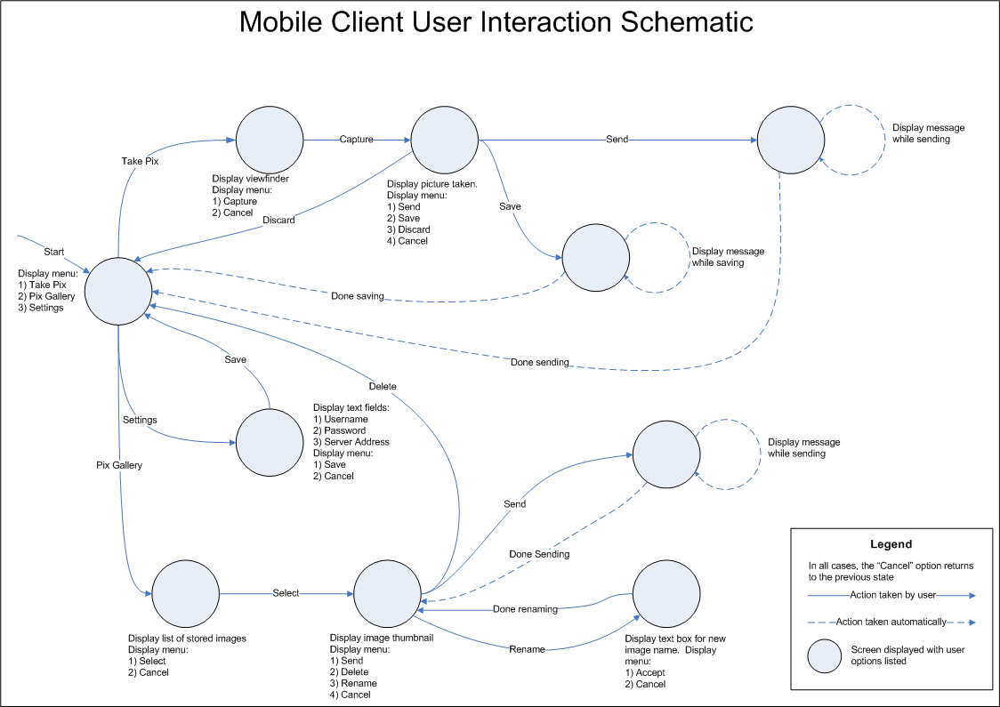 Mobile Client User Interaction Schematic
Display message
while sending
Capture
Send
Take Pix
Display viewfinder
Display menu:
1) Capture
2) Cancel
Display picture taken.
Display menu:
1) Send
2) Save
3) Discard
4) Cancel
Save
Discard
Start
Display message
while saving
Display menu:
1) Take Pix
2) Pix Gallery
3) Settings
Done saving
Save
Done sending
Delete
Settings
Display text fields:
1) Username
2) Password
3) Server Address
Display menu:
1) Save
2) Cancel
Display message
while sending
Pix Gallery
Send
Done Sending
Select
Done renaming
Rename
Display list of stored images
Display menu:
1) Select
2) Cancel
Display image thumbnail
Display menu:
1) Send
2) Delete
3) Rename
4) Cancel
Display text box for new
image name.  Display
menu:
1) Accept
2) Cancel
Legend
In all cases, the “Cancel” option returns
to the previous state
Action taken by user
Action taken automatically
Screen displayed with user
options listed